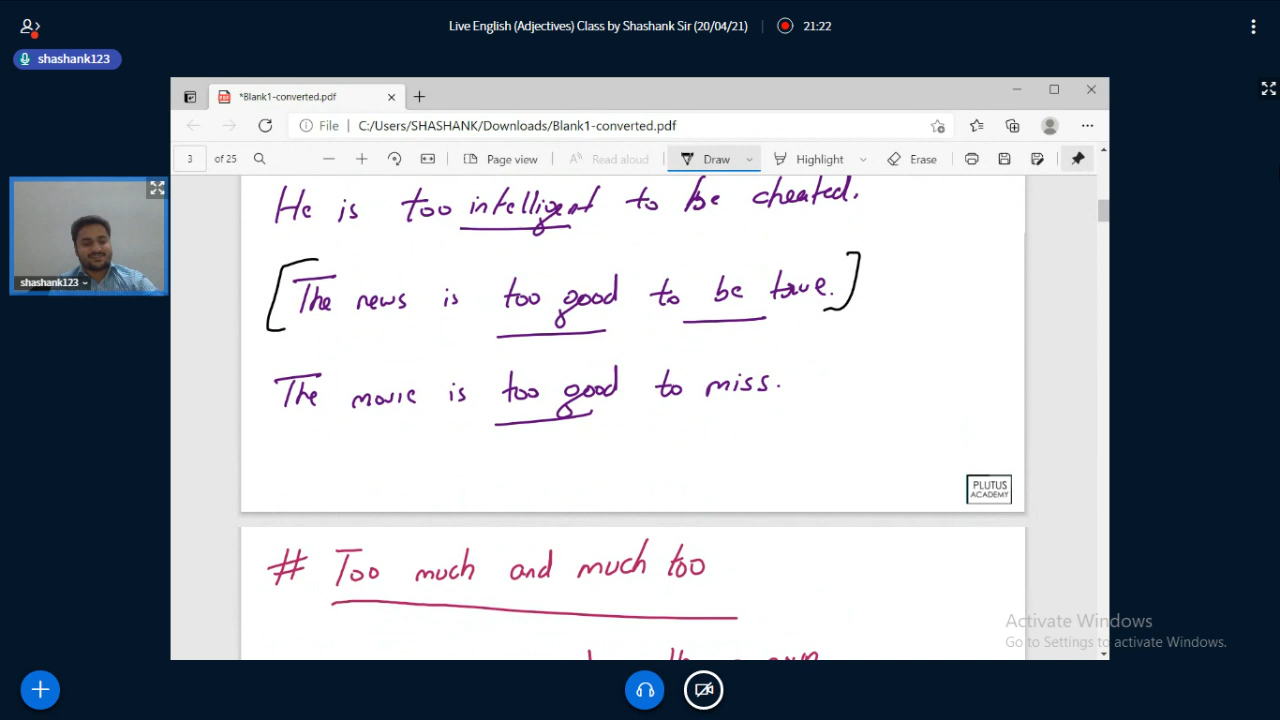 Live English (Adjectives) Class by Shashank Sir (20/04/21)
21:22
shashank123
*Blank1-converted.pdf
File
C:/Users/SHASHANK/Downloads/Blank1-converted.pdf
3 of 25
Page view
Read aloud
Draw
Highlight
Erase
He is too intelligent to be cheated.
[The news is too good to be true.]
shashank123
The movie is too good to miss.
PLUTUS
ACADEMY
# Too much and much too
Activate Windows
Go to Settings to activate Windows.